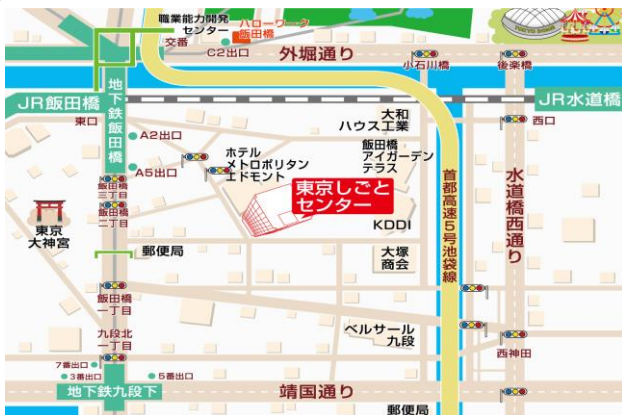 職業能力開発
センター
ハローワーク
飯田橋
交番
C2出口
外堀通り
小石川橋
後楽橋
TOKYO DOME
JR飯田橋
JR水道橋
東口
西口
地下鉄飯田橋
A2出口
A5出口
大和
ハウス工業
飯田橋
アイガーデン
テラス
ホテル
メトロポリタン
エドモント
東京しごと
センター
飯田橋
三丁目
飯田橋
二丁目
首都高速5号池袋線
水道橋西通り
東京
大神宮
KDDI
郵便局
大塚
商会
飯田橋
一丁目
九段北
一丁目
ベルサール
九段
西神田
7番出口
3番出口
5番出口
地下鉄九段下
靖国通り
郵便局